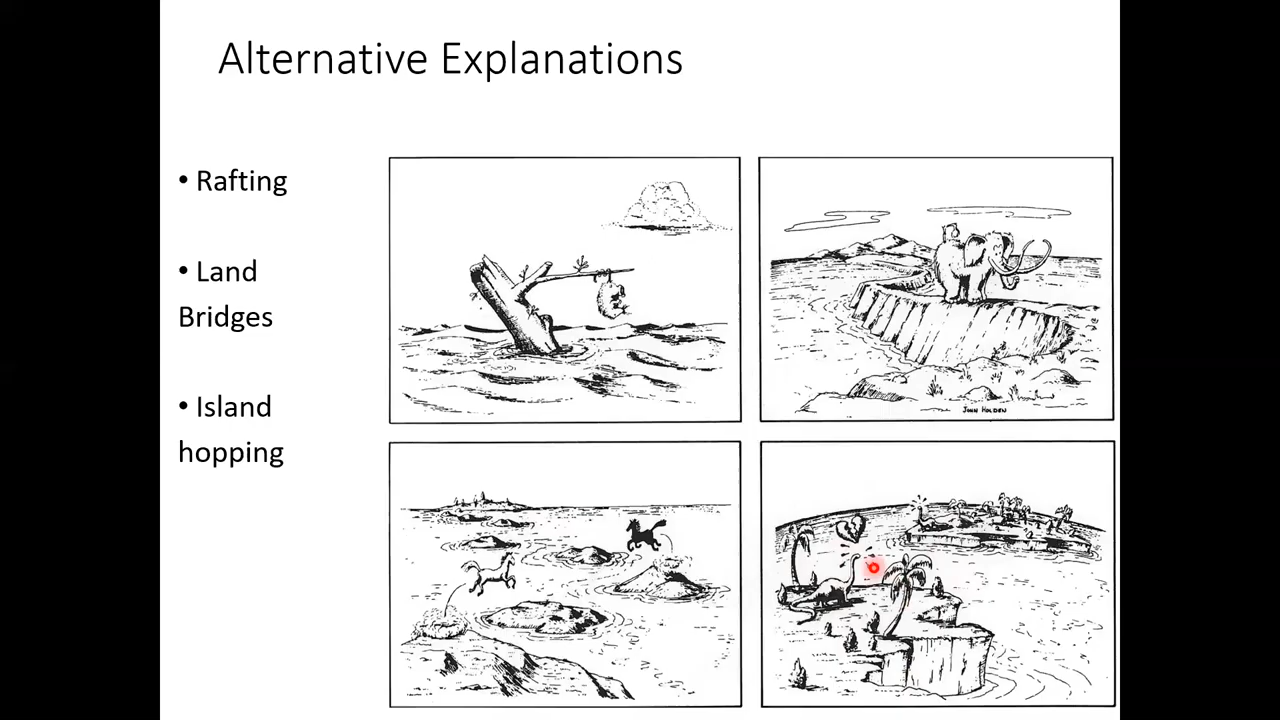 Alternative Explanations
• Rafting
• Land
Bridges
• Island
hopping
JOHN HOLDEN